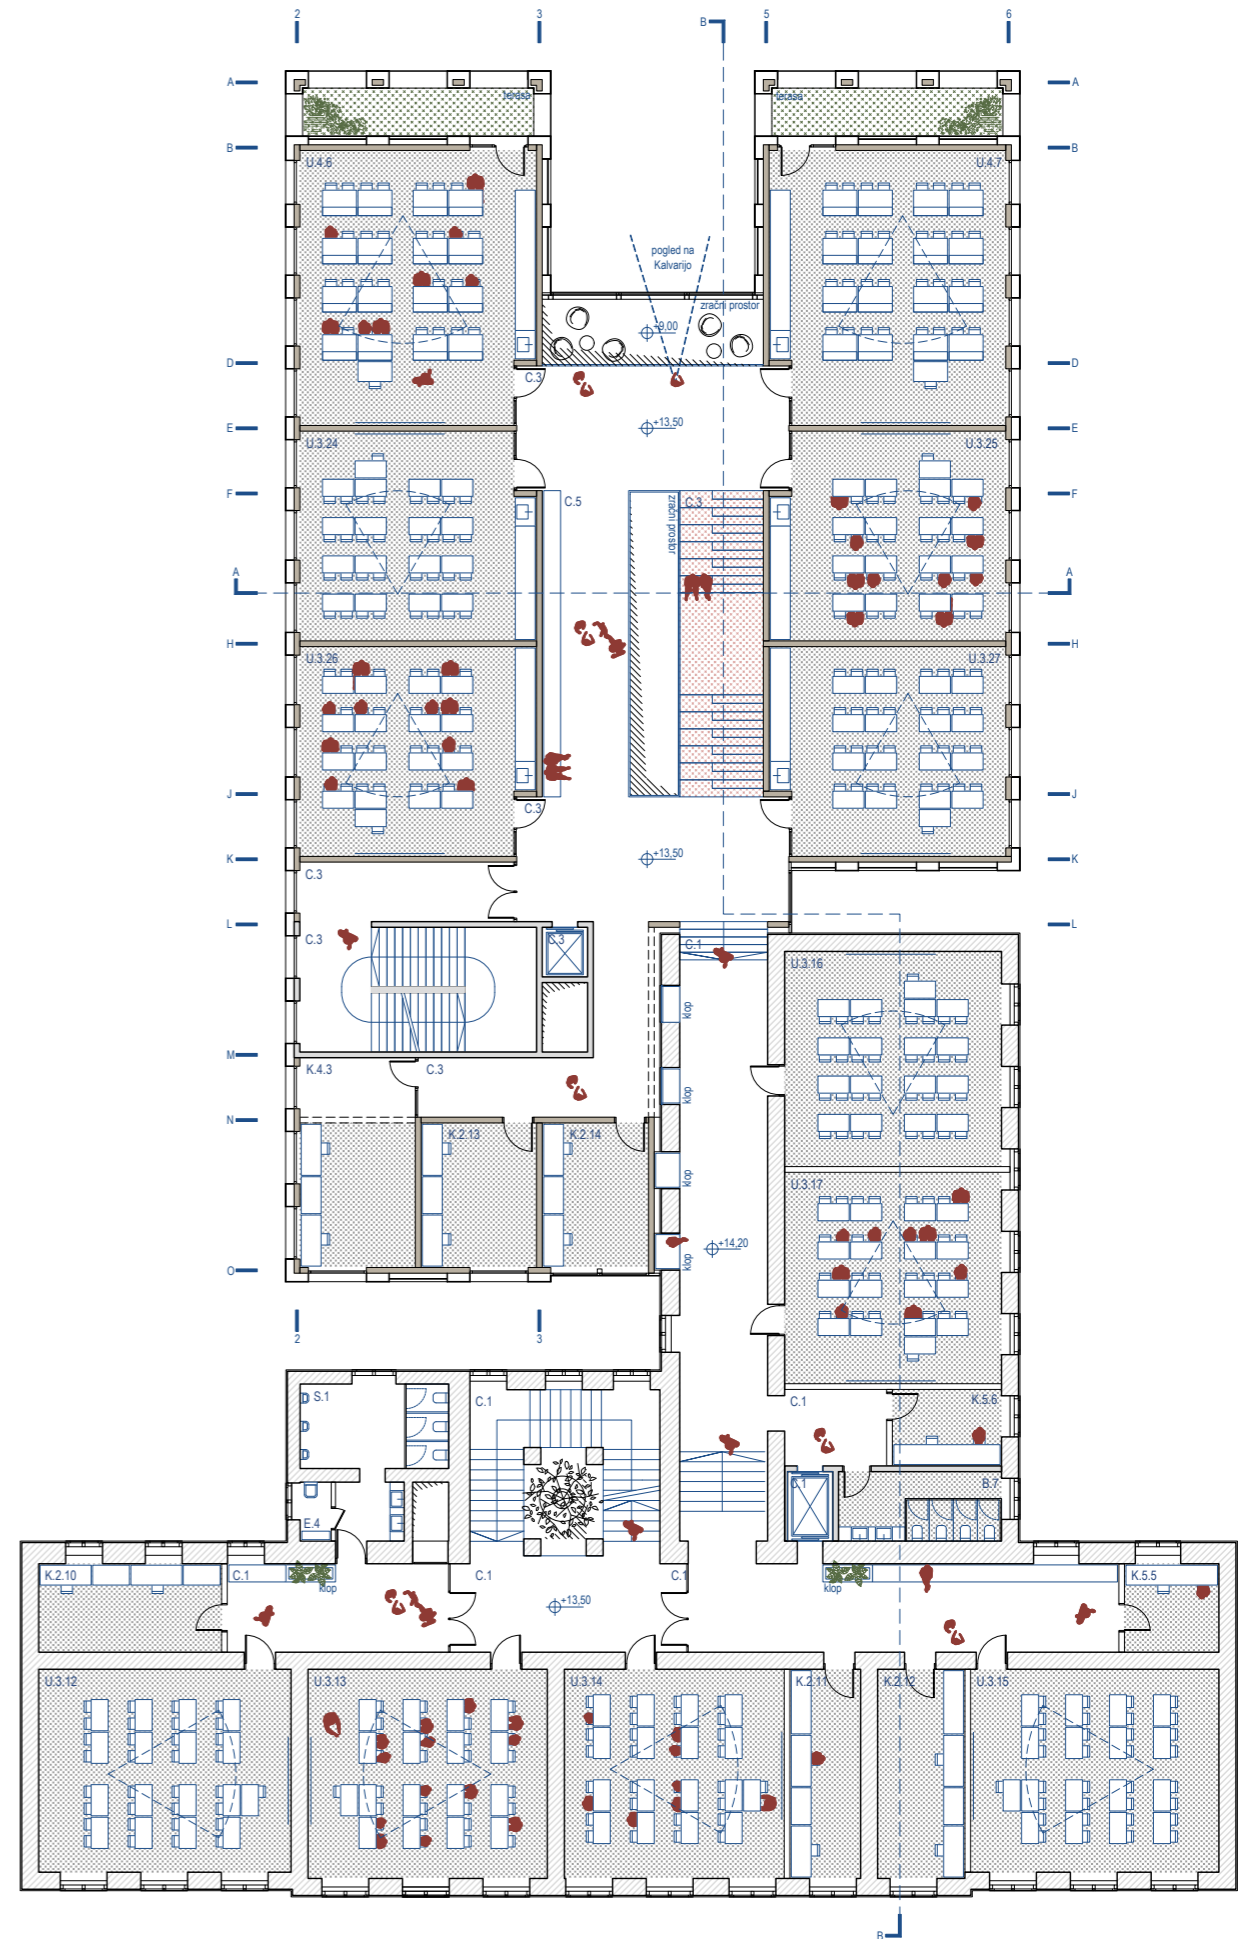 2
3
B
5
6
A
A
terasa
terasa
B
B
U.4.6
U.4.7
pogled na
Kalvarijo
zračni prostor
+9,00
D
D
C.3
+13,50
E
E
U.3.24
U.3.25
F
F
C.5
zračni prostor
C.3
A
A
H
H
U.3.26
U.3.27
J
J
C.3
+13,50
K
K
C.3
L
L
C.3
C.3
C.1
U.3.16
klop
M
K.4.3
C.3
klop
N
K.2.13
K.2.14
klop
U.3.17
+14,20
klop
O
2
3
S.1
C.1
C.1
K.5.6
C.1
B.7
E.4
K.2.10
C.1
klop
C.1
C.1
klop
K.5.5
+13,50
U.3.12
U.3.13
U.3.14
K.2.11
K.2.12
U.3.15
B